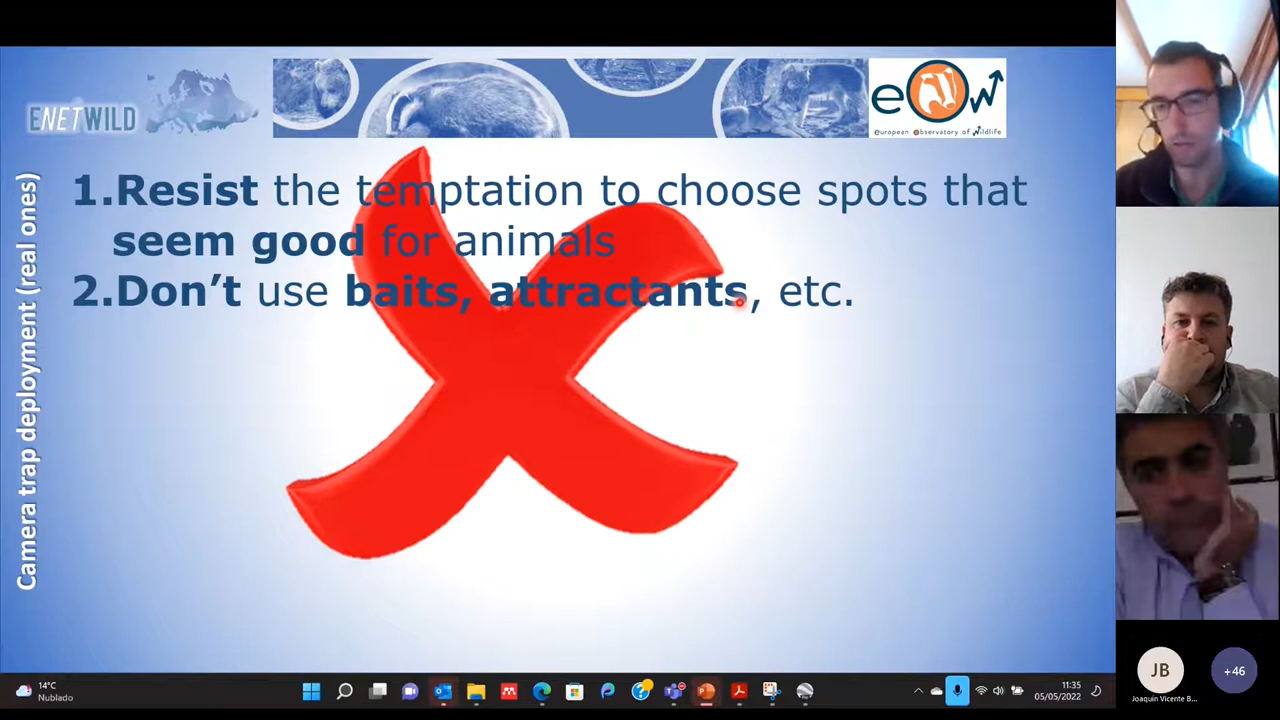 ENETWILD
eow
european observatory of wildlife
Camera trap deployment (real ones)
1.Resist the temptation to choose spots that
seem good for animals
2.Don’t use baits, attractants, etc.
JB
+46
Joaquín Vicente B...
14°C
Nublado
11:35
05/05/2022